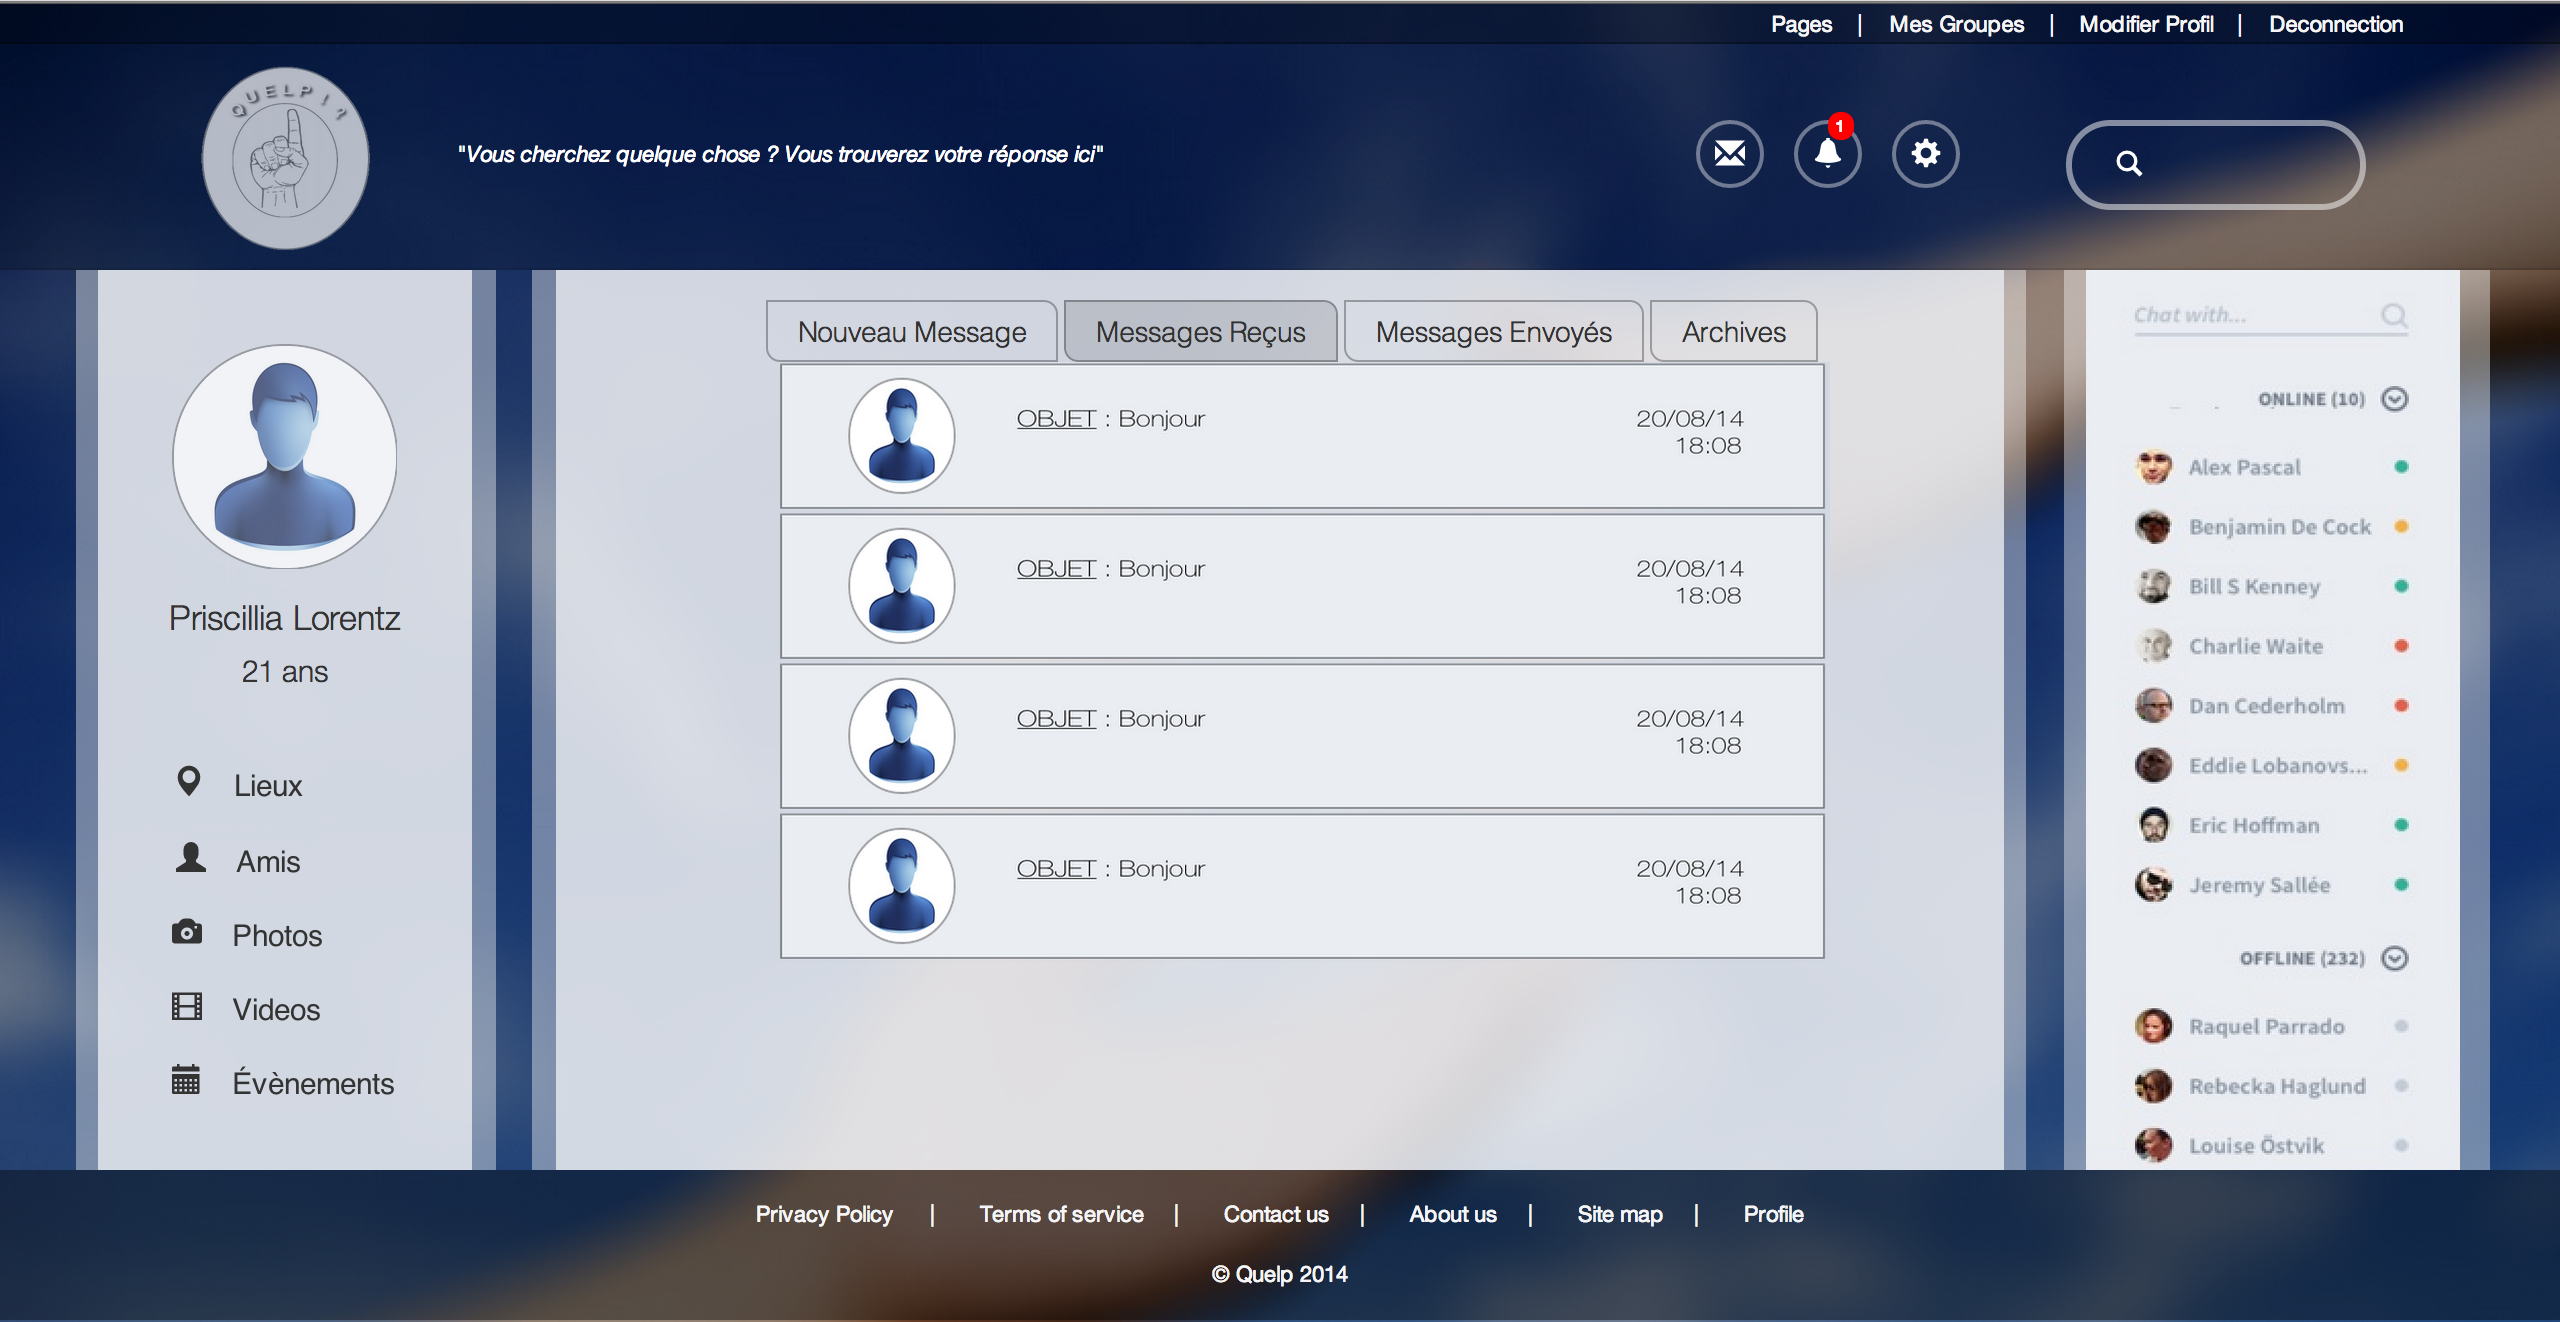 Pages | Mes Groupes | Modifier Profil | Deconnection
QUELP ! ?
"Vous cherchez quelque chose ? Vous trouverez votre réponse ici"
1
Priscillia Lorentz
21 ans
Lieux
Amis
Photos
Videos
Évènements
Nouveau Message
Messages Reçus
Messages Envoyés
Archives
OBJET : Bonjour
20/08/14
18:08
OBJET : Bonjour
20/08/14
18:08
OBJET : Bonjour
20/08/14
18:08
OBJET : Bonjour
20/08/14
18:08
Chat with...
ONLINE (10)
Alex Pascal
Benjamin De Cock
Bill S Kenney
Charlie Waite
Dan Cederholm
Eddie Lobanovs...
Eric Hoffman
Jeremy Sallée
OFFLINE (232)
Raquel Parrado
Rebecka Haglund
Louise Östvik
Privacy Policy | Terms of service | Contact us | About us | Site map | Profile
© Quelp 2014